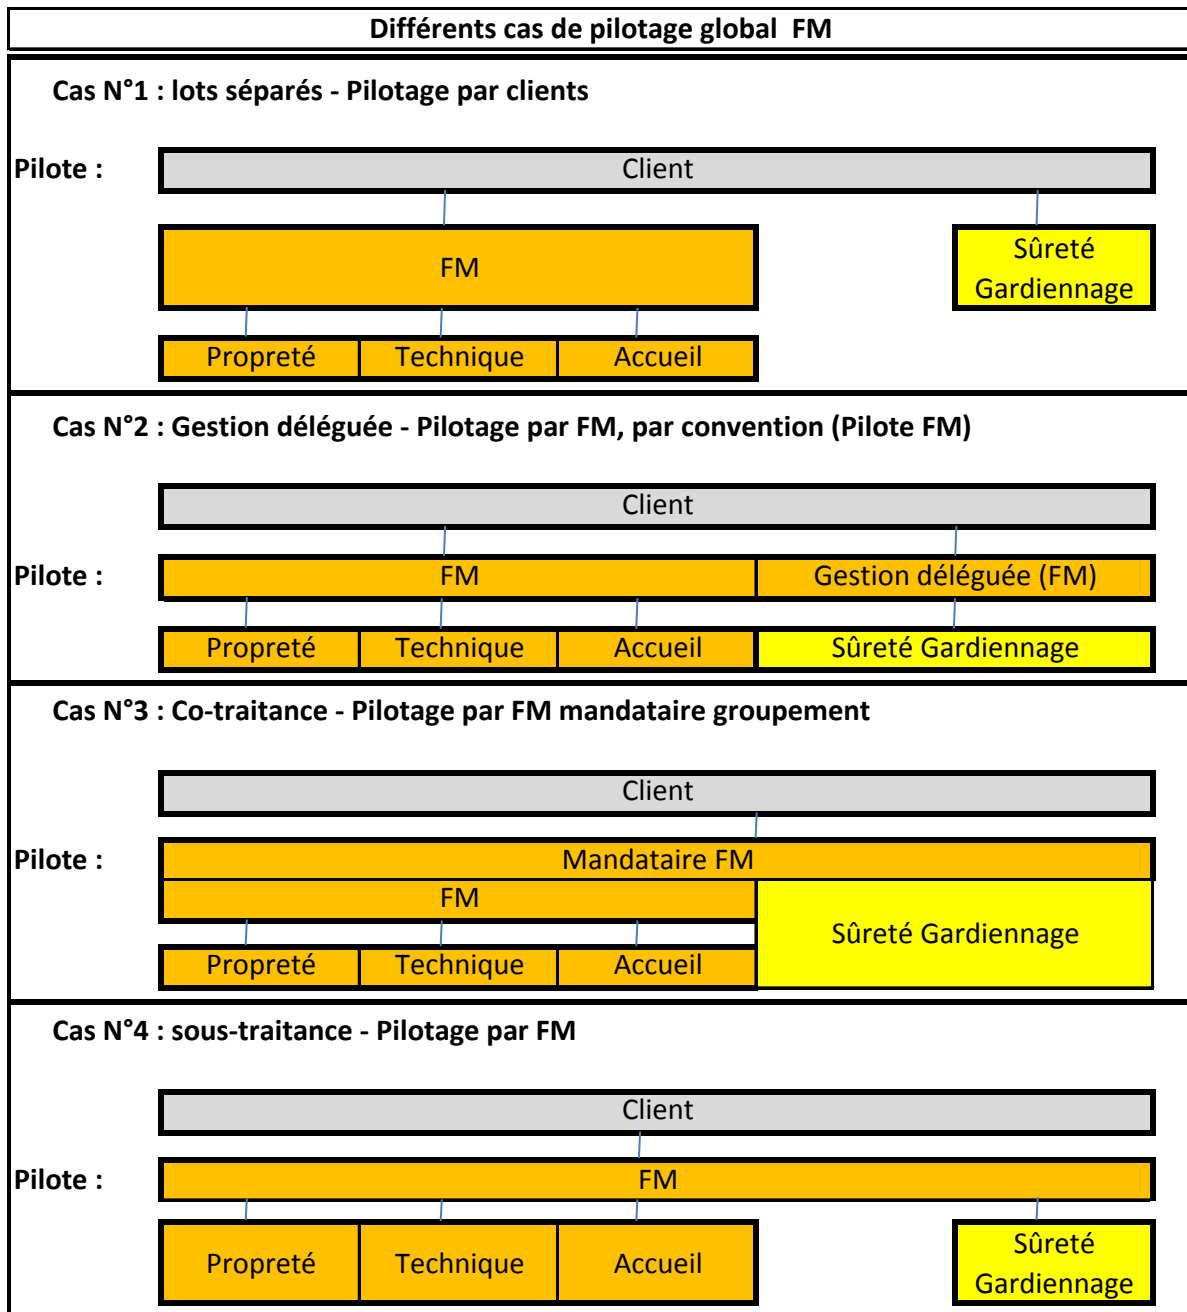 Différents cas de pilotage global FM
Cas N°1 : lots séparés - Pilotage par clients
Pilote :
Client
FM
Sûreté
Gardiennage
Propreté
Technique
Accueil
Cas N°2 : Gestion déléguée - Pilotage par FM, par convention (Pilote FM)
Client
Pilote :
FM
Gestion déléguée (FM)
Propreté
Technique
Accueil
Sûreté Gardiennage
Cas N°3 : Co-traitance - Pilotage par FM mandataire groupement
Client
Pilote :
Mandataire FM
FM
Sûreté Gardiennage
Propreté
Technique
Accueil
Cas N°4 : sous-traitance - Pilotage par FM
Client
Pilote :
FM
Propreté
Technique
Accueil
Sûreté
Gardiennage